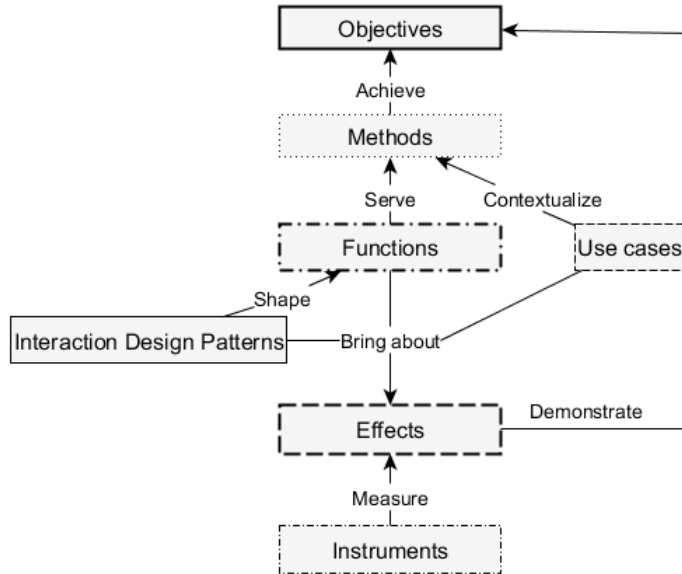 Objectives
Achieve
Methods
Serve
Contextualize
Functions
Use cases
Shape
Interaction Design Patterns
Bring about
Effects
Demonstrate
Measure
Instruments